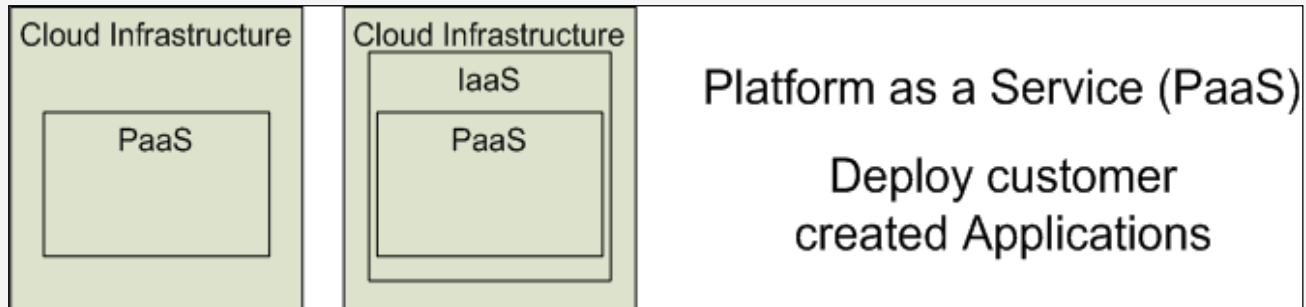 Cloud Infrastructure
PaaS
Cloud Infrastructure
IaaS
PaaS
Platform as a Service (PaaS)
Deploy customer
created Applications